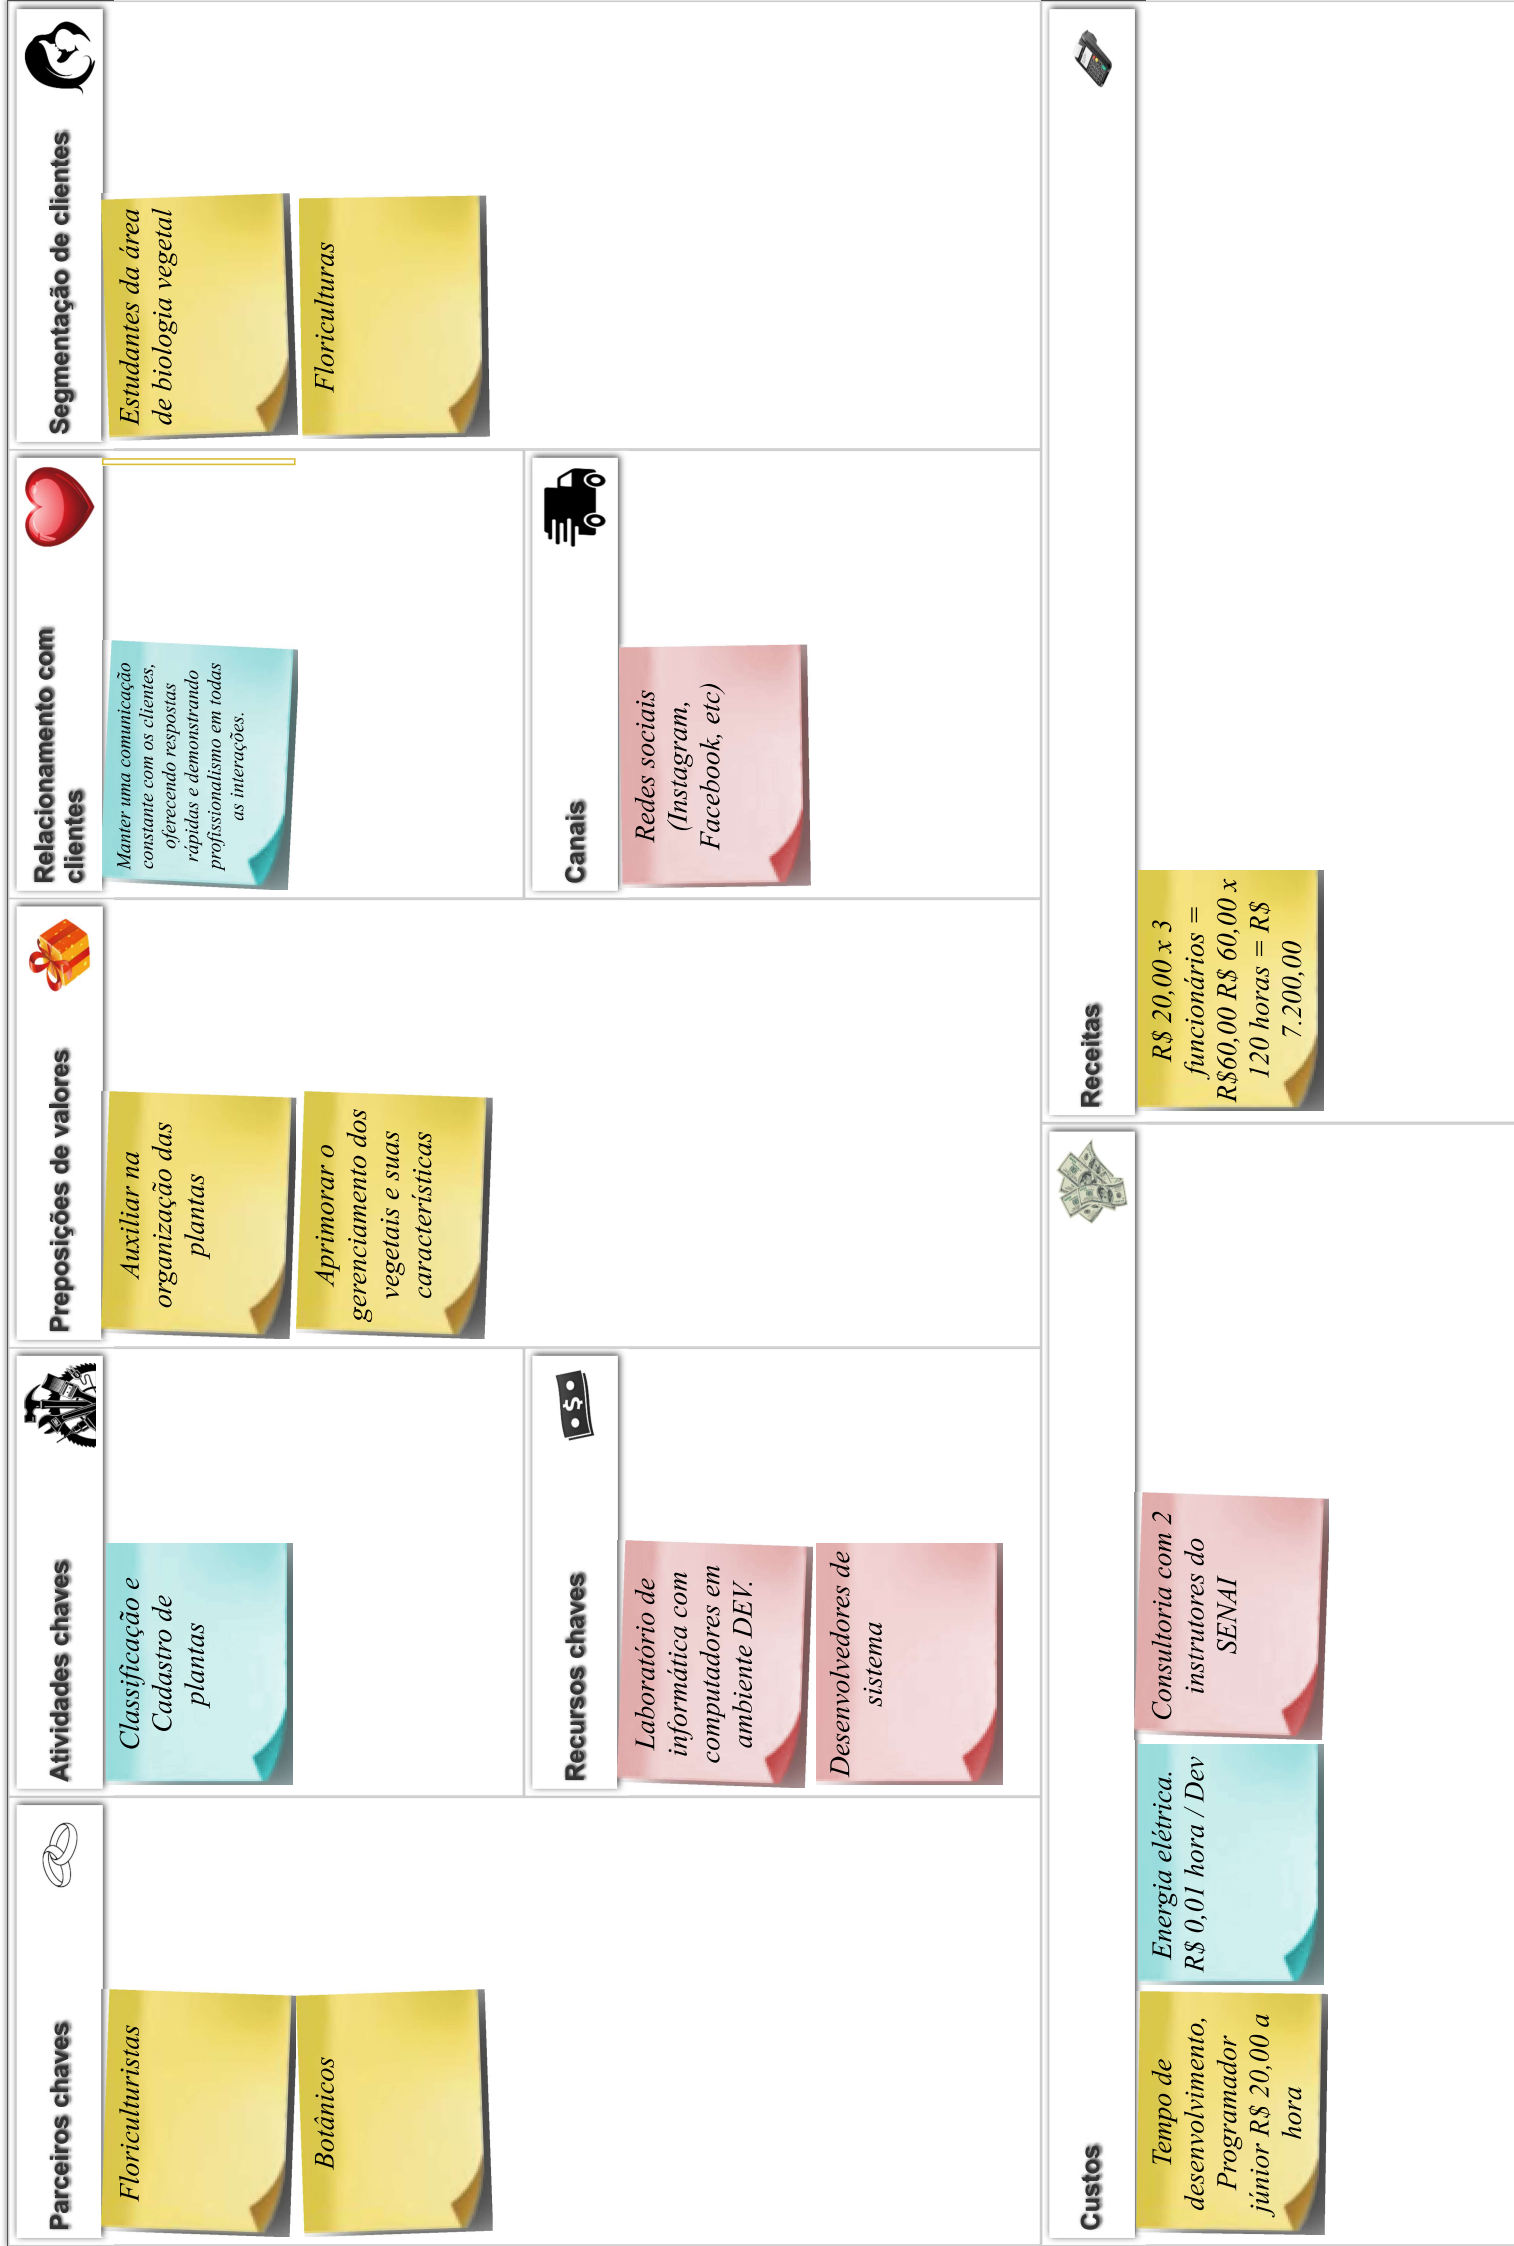 Parceiros chaves
Floriculturistas
Botânicos
Atividades chaves
Classificação e
Cadastro de
plantas
Recursos chaves
Laboratório de
informática com
computadores em
ambiente DEV.
Desenvolvedores de
sistema
Preposições de valores
Auxiliar na
organização das
plantas
Aprimorar o
gerenciamento dos
vegetais e suas
características
Relacionamento com
clientes
Manter uma comunicação
constante com os clientes,
oferecendo respostas
rápidas e demonstrando
profissionalismo em todas
as interações.
Canais
Redes sociais
(Instagram,
Facebook, etc)
Segmentação de clientes
Estudantes da área
de biologia vegetal
Floriculturas
Custos
Tempo de
desenvolvimento,
Programador
júnior R$ 20,00 a
hora
Energia elétrica.
R$ 0,01 hora / Dev
Consultoria com 2
instrutores do
SENAI
Receitas
R$ 20,00 x 3
funcionários =
R$60,00 R$ 60,00 x
120 horas = R$
7.200,00